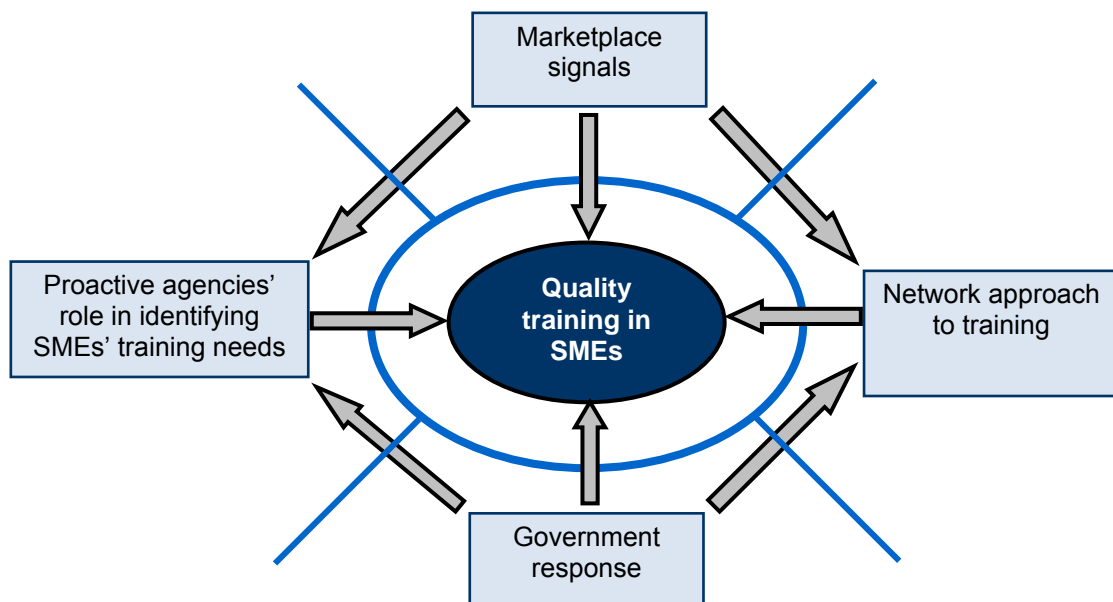 Marketplace
signals
Proactive agencies’
role in identifying
SMEs’ training needs
Quality
training in
SMEs
Network approach
to training
Government
response